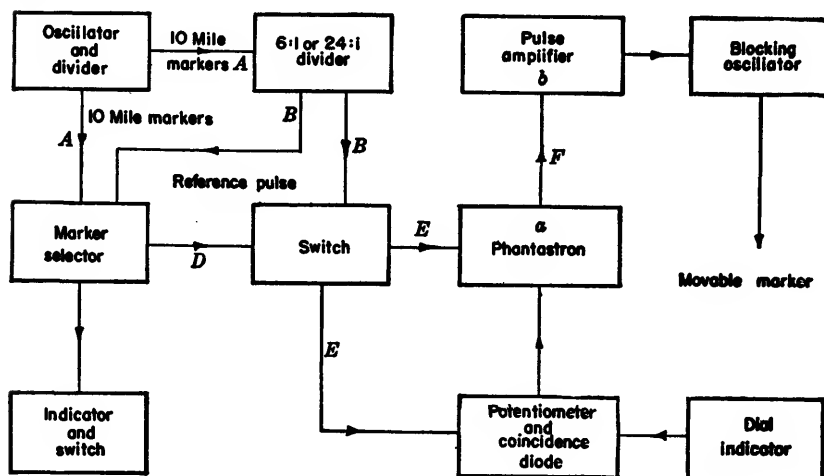 Oscillator
and
divider
10 Mile
markers A
6:1 or 24:1
divider
Pulse
amplifier
b
Blocking
oscillator
10 Mile markers
A
B
B
F
Reference pulse
Marker
selector
D
Switch
E
a
Phantastron
Movable marker
E
Indicator
and
switch
Potentiometer
and
coincidence
diode
Dial
indicator